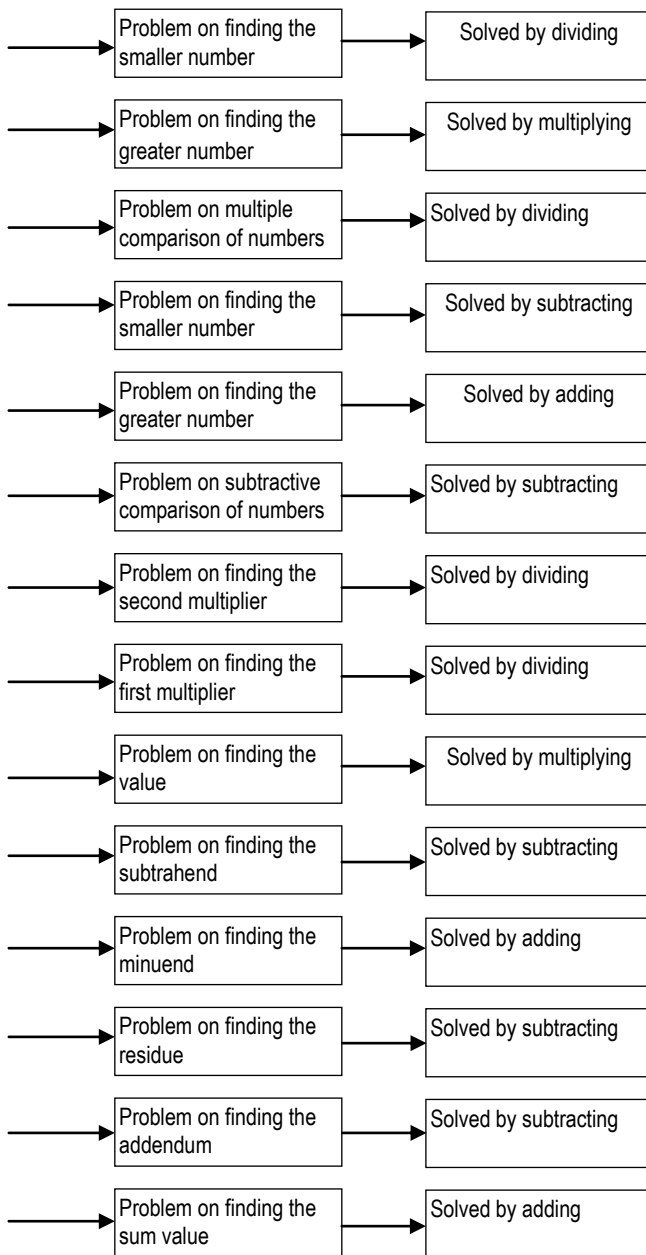 Problem on finding the
smaller number
Solved by dividing
Problem on finding the
greater number
Solved by multiplying
Problem on multiple
comparison of numbers
Solved by dividing
Problem on finding the
smaller number
Solved by subtracting
Problem on finding the
greater number
Solved by adding
Problem on subtractive
comparison of numbers
Solved by subtracting
Problem on finding the
second multiplier
Solved by dividing
Problem on finding the
first multiplier
Solved by dividing
Problem on finding the
value
Solved by multiplying
Problem on finding the
subtrahend
Solved by subtracting
Problem on finding the
minuend
Solved by adding
Problem on finding the
residue
Solved by subtracting
Problem on finding the
addendum
Solved by subtracting
Problem on finding the
sum value
Solved by adding